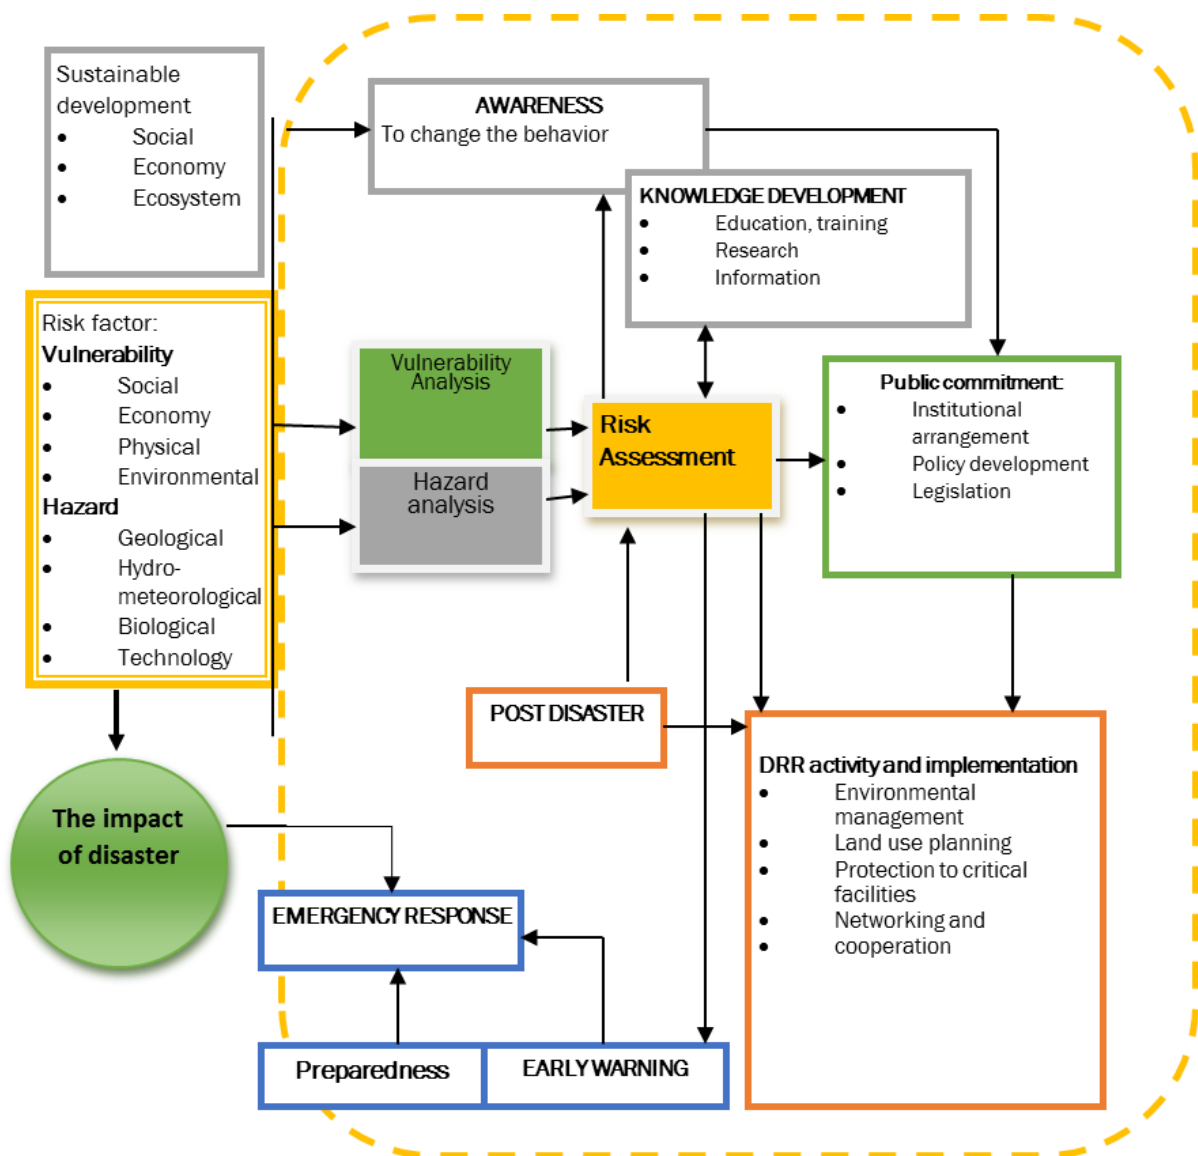 Sustainable
development
• Social
• Economy
• Ecosystem
AWARENESS
To change the behavior
KNOWLEDGE DEVELOPMENT
• Education, training
• Research
• Information
Risk factor:
Vulnerability
• Social
• Economy
• Physical
• Environmental
Hazard
• Geological
• Hydro-
meteorological
• Biological
• Technology
Vulnerability
Analysis
Hazard
analysis
Risk
Assessment
Public commitment:
• Institutional
arrangement
• Policy development
• Legislation
POST DISASTER
DRR activity and implementation
• Environmental
management
• Land use planning
• Protection to critical
facilities
• Networking and
• cooperation
The impact
of disaster
EMERGENCY RESPONSE
Preparedness
EARLY WARNING